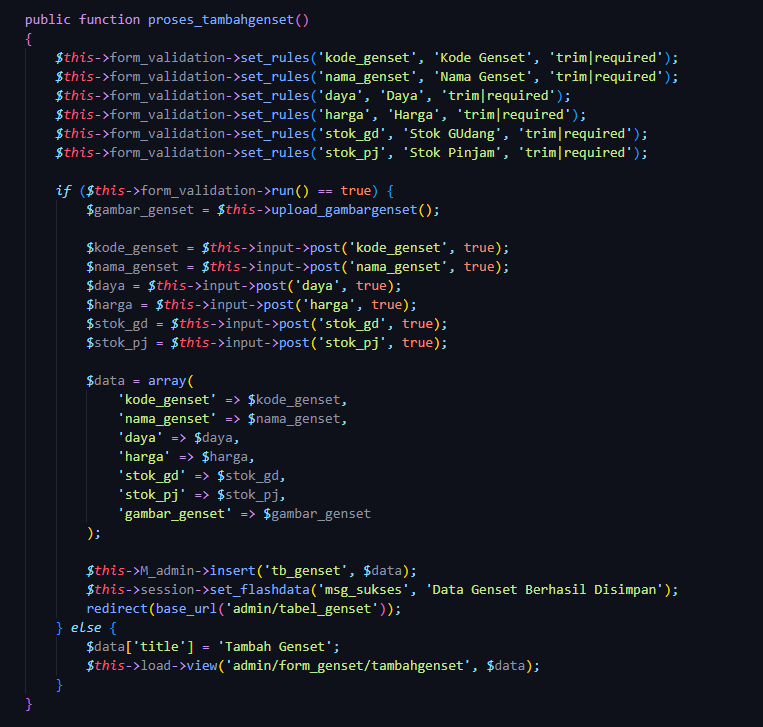 public function proses_tambahgenset()
{
    $this->form_validation->set_rules('kode_genset', 'Kode Genset', 'trim|required');
    $this->form_validation->set_rules('nama_genset', 'Nama Genset', 'trim|required');
    $this->form_validation->set_rules('daya', 'Daya', 'trim|required');
    $this->form_validation->set_rules('harga', 'Harga', 'trim|required');
    $this->form_validation->set_rules('stok_gd', 'Stok GUdang', 'trim|required');
    $this->form_validation->set_rules('stok_pj', 'Stok Pinjam', 'trim|required');

    if ($this->form_validation->run() == true) {
        $gambar_genset = $this->upload_gambargenset();

        $kode_genset = $this->input->post('kode_genset', true);
        $nama_genset = $this->input->post('nama_genset', true);
        $daya = $this->input->post('daya', true);
        $harga = $this->input->post('harga', true);
        $stok_gd = $this->input->post('stok_gd', true);
        $stok_pj = $this->input->post('stok_pj', true);

        $data = array(
            'kode_genset' => $kode_genset,
            'nama_genset' => $nama_genset,
            'daya' => $daya,
            'harga' => $harga,
            'stok_gd' => $stok_gd,
            'stok_pj' => $stok_pj,
            'gambar_genset' => $gambar_genset
        );

        $this->M_admin->insert('tb_genset', $data);
        $this->session->set_flashdata('msg_sukses', 'Data Genset Berhasil Disimpan');
        redirect(base_url('admin/tabel_genset'));
    } else {
        $data['title'] = 'Tambah Genset';
        $this->load->view('admin/form_genset/tambahgenset', $data);
    }
}